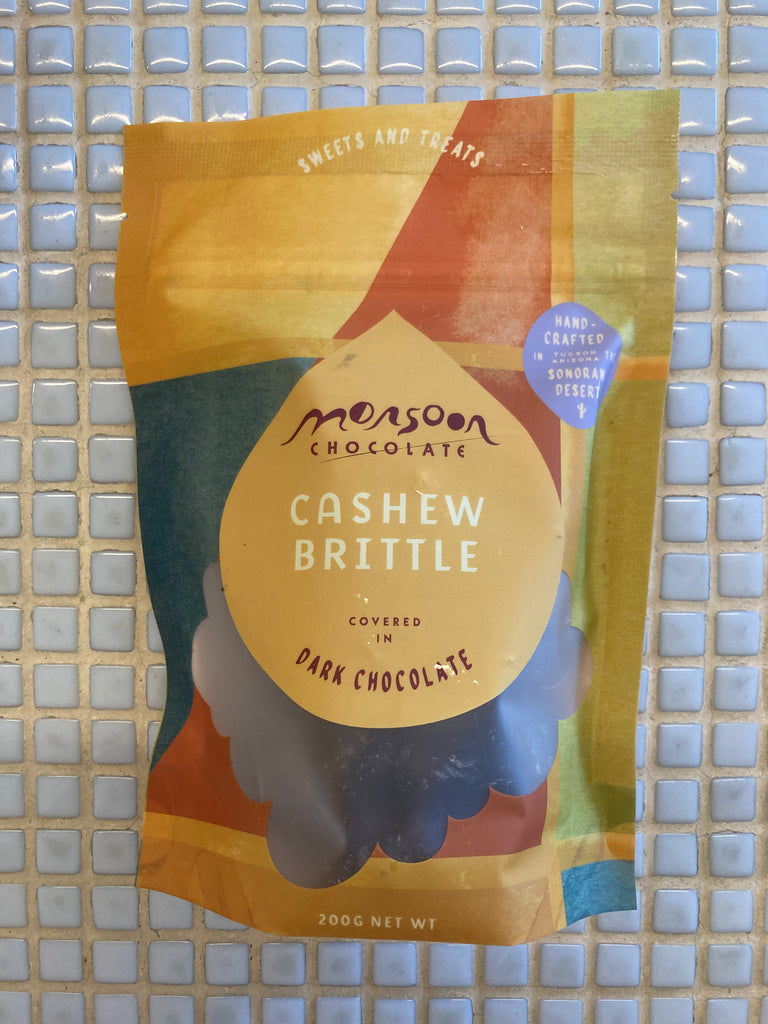 SWEETS AND TREATS
HAND-
CRAFTED
IN TUCSON ARIZONA THE
SONORAN
DESERT
monsoon
CHOCOLATE
CASHEW
BRITTLE
COVERED
IN
DARK CHOCOLATE
200G NET WT